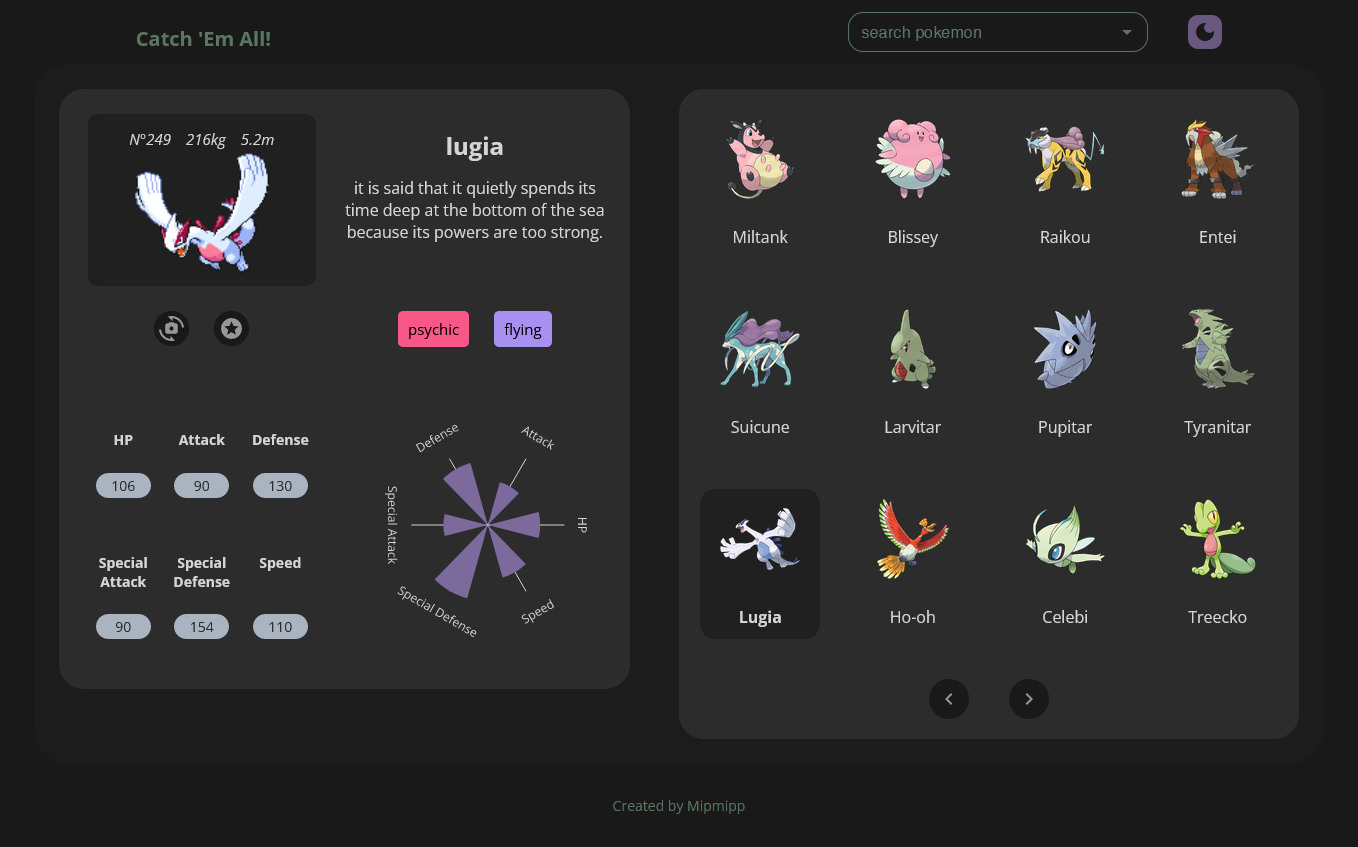 Catch 'Em All!
search pokemon
Nº249 216kg 5.2m
lugia
it is said that it quietly spends its
time deep at the bottom of the sea
because its powers are too strong.
psychic flying
HP Attack Defense
106 90 130
Special Attack
Special Defense
Speed
90 154 110
Defense
Attack
Special Attack
HP
Special Defense
Speed
Miltank Blissey Raikou Entei
Suicune Larvitar Pupitar Tyranitar
Lugia Ho-oh Celebi Treecko
Created by Mipmipp